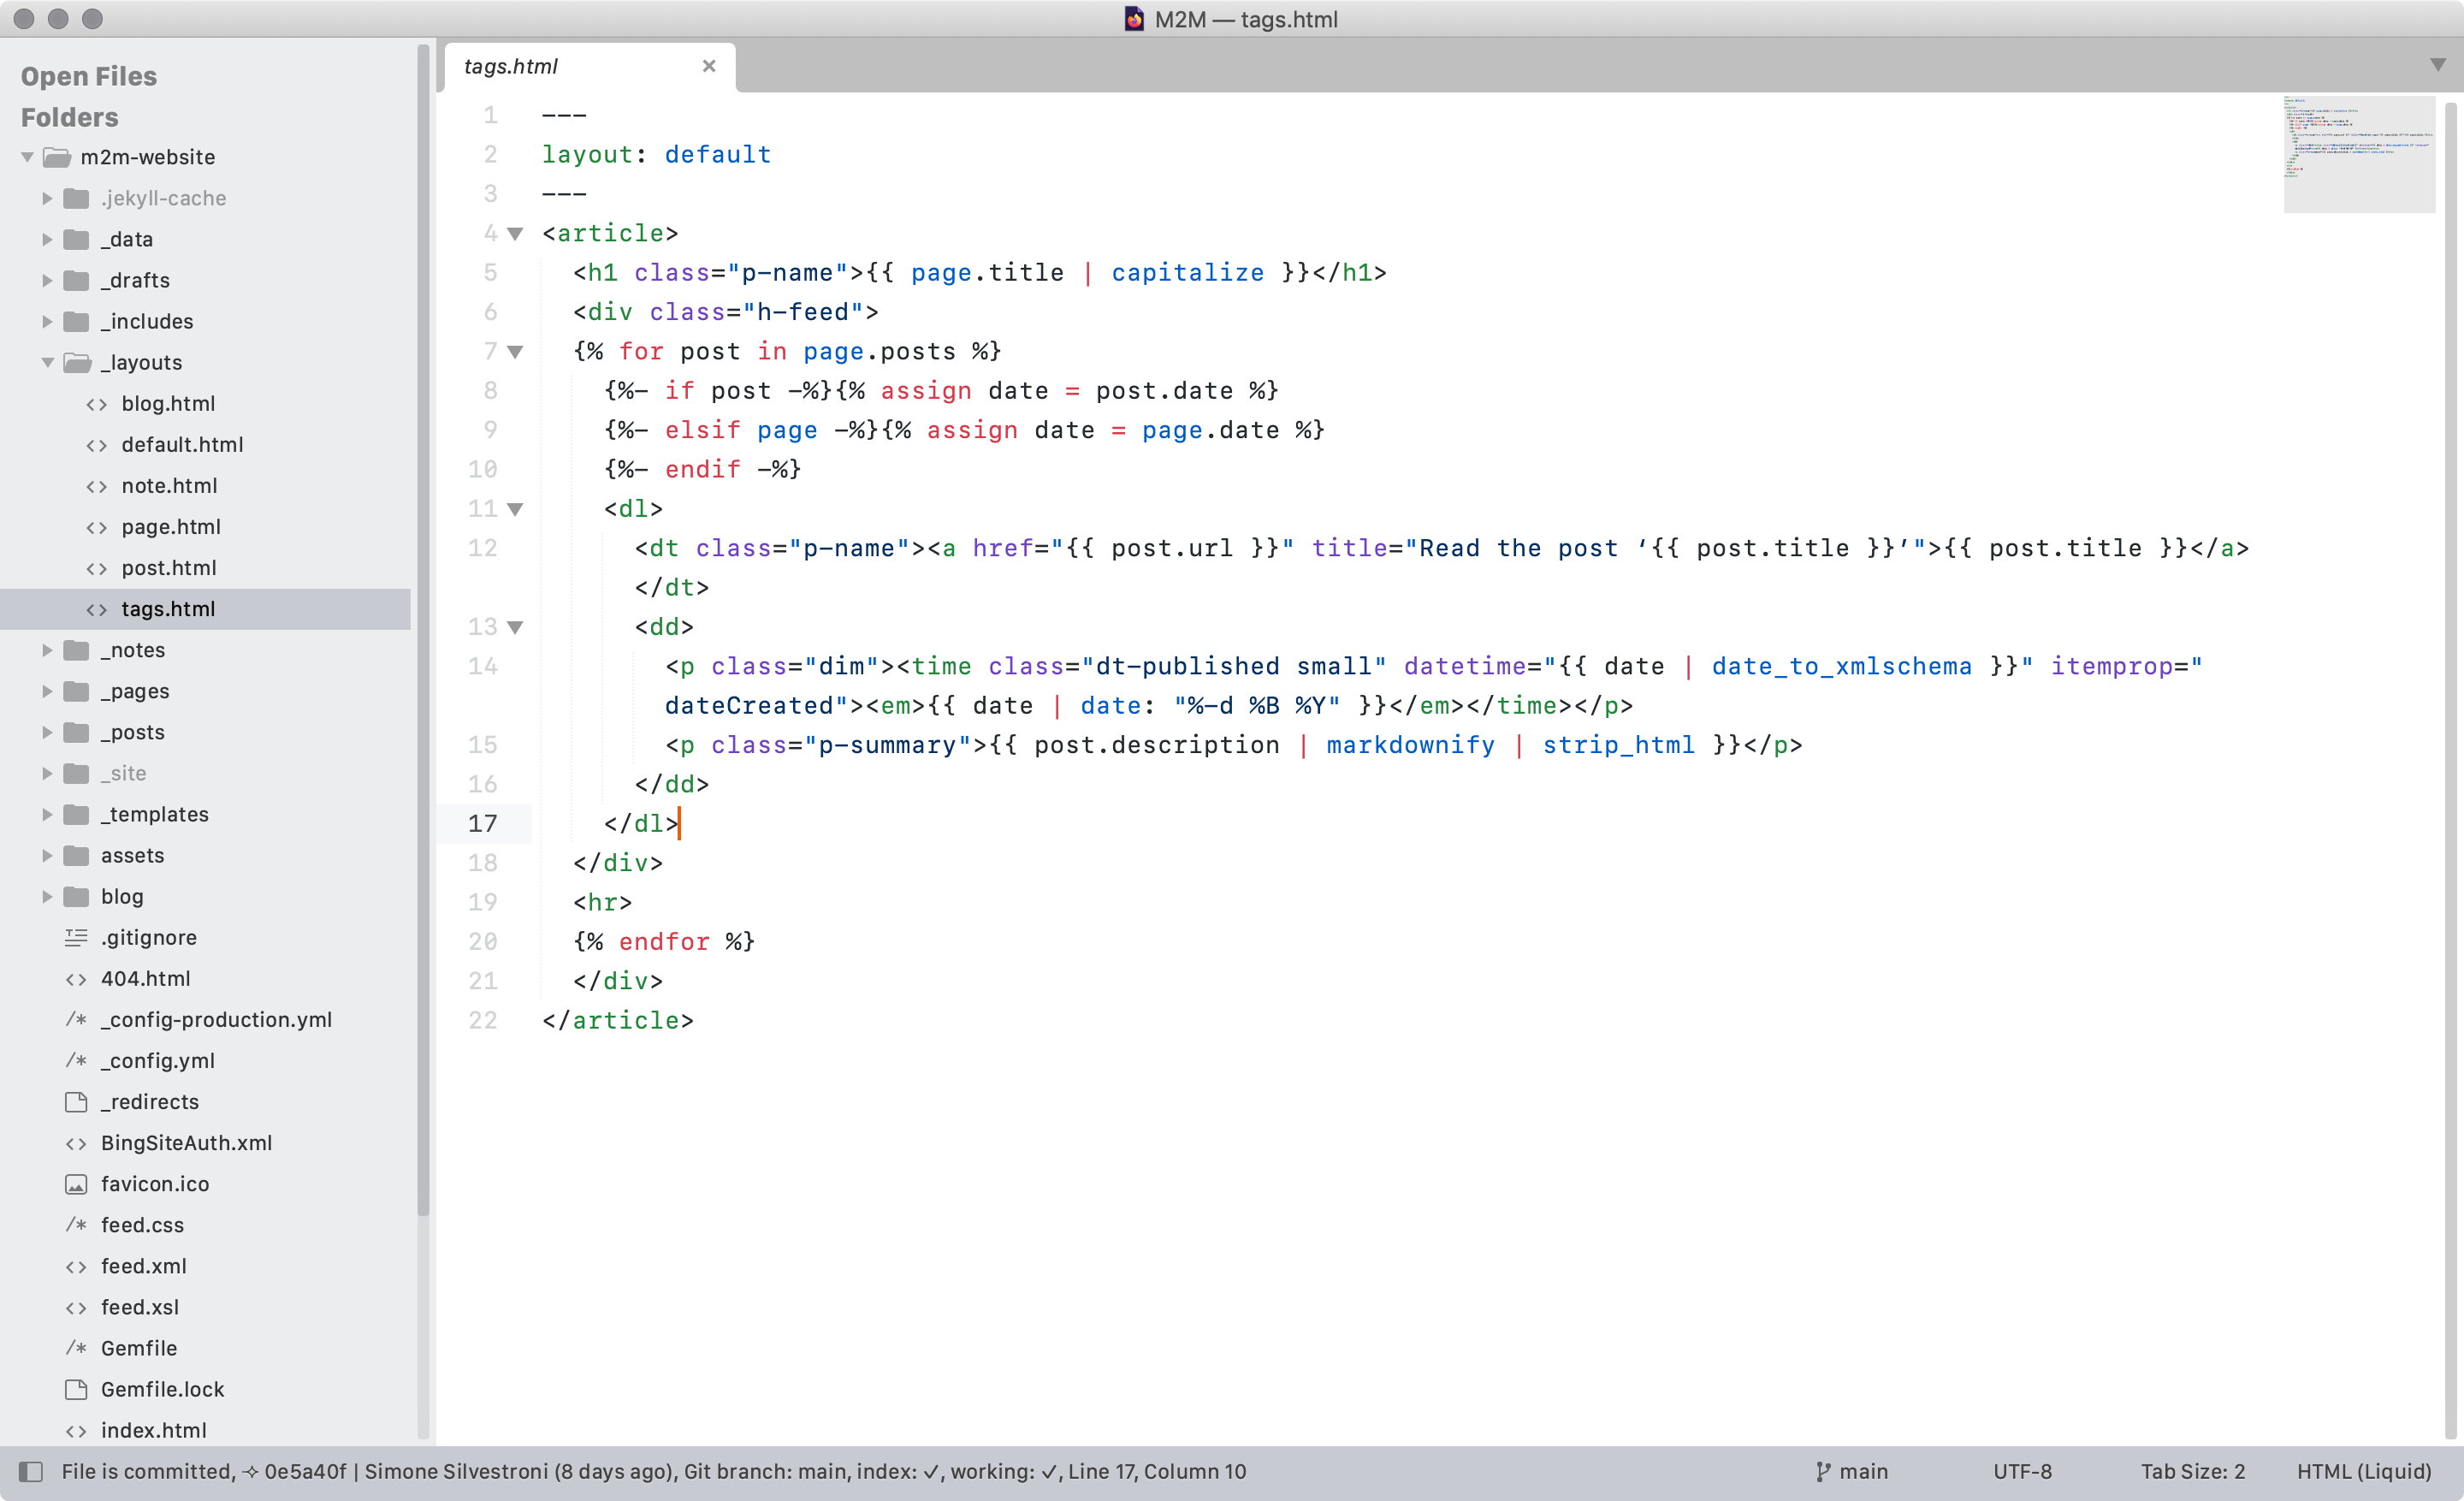 M2M — tags.html
Open Files
Folders
m2m-website
.jekyll-cache
_data
_drafts
_includes
_layouts
blog.html
default.html
note.html
page.html
post.html
tags.html
_notes
_pages
_posts
_site
_templates
assets
blog
.gitignore
404.html
_config-production.yml
_config.yml
_redirects
BingSiteAuth.xml
favicon.ico
feed.css
feed.xml
feed.xsl
Gemfile
Gemfile.lock
index.html
tags.html ×
1 ---
2 layout: default
3 ---
4 <article>
5 <h1 class="p-name">{{ page.title | capitalize }}</h1>
6 <div class="h-feed">
7 {% for post in page.posts %}
8 {%- if post -%}{% assign date = post.date %}
9 {%- elsif page -%}{% assign date = page.date %}
10 {%- endif -%}
11 <dl>
12 <dt class="p-name"><a href="{{ post.url }}" title="Read the post ‘{{ post.title }}’">{{ post.title }}</a>
</dt>
13 <dd>
14 <p class="dim"><time class="dt-published small" datetime="{{ date | date_to_xmlschema }}" itemprop="
dateCreated"><em>{{ date | date: "%-d %B %Y" }}</em></time></p>
15 <p class="p-summary">{{ post.description | markdownify | strip_html }}</p>
16 </dd>
17 </dl>
18 </div>
19 <hr>
20 {% endfor %}
21 </div>
22 </article>
File is committed, ✧ 0e5a40f | Simone Silvestroni (8 days ago), Git branch: main, index: ✓, working: ✓, Line 17, Column 10
main
UTF-8
Tab Size: 2
HTML (Liquid)